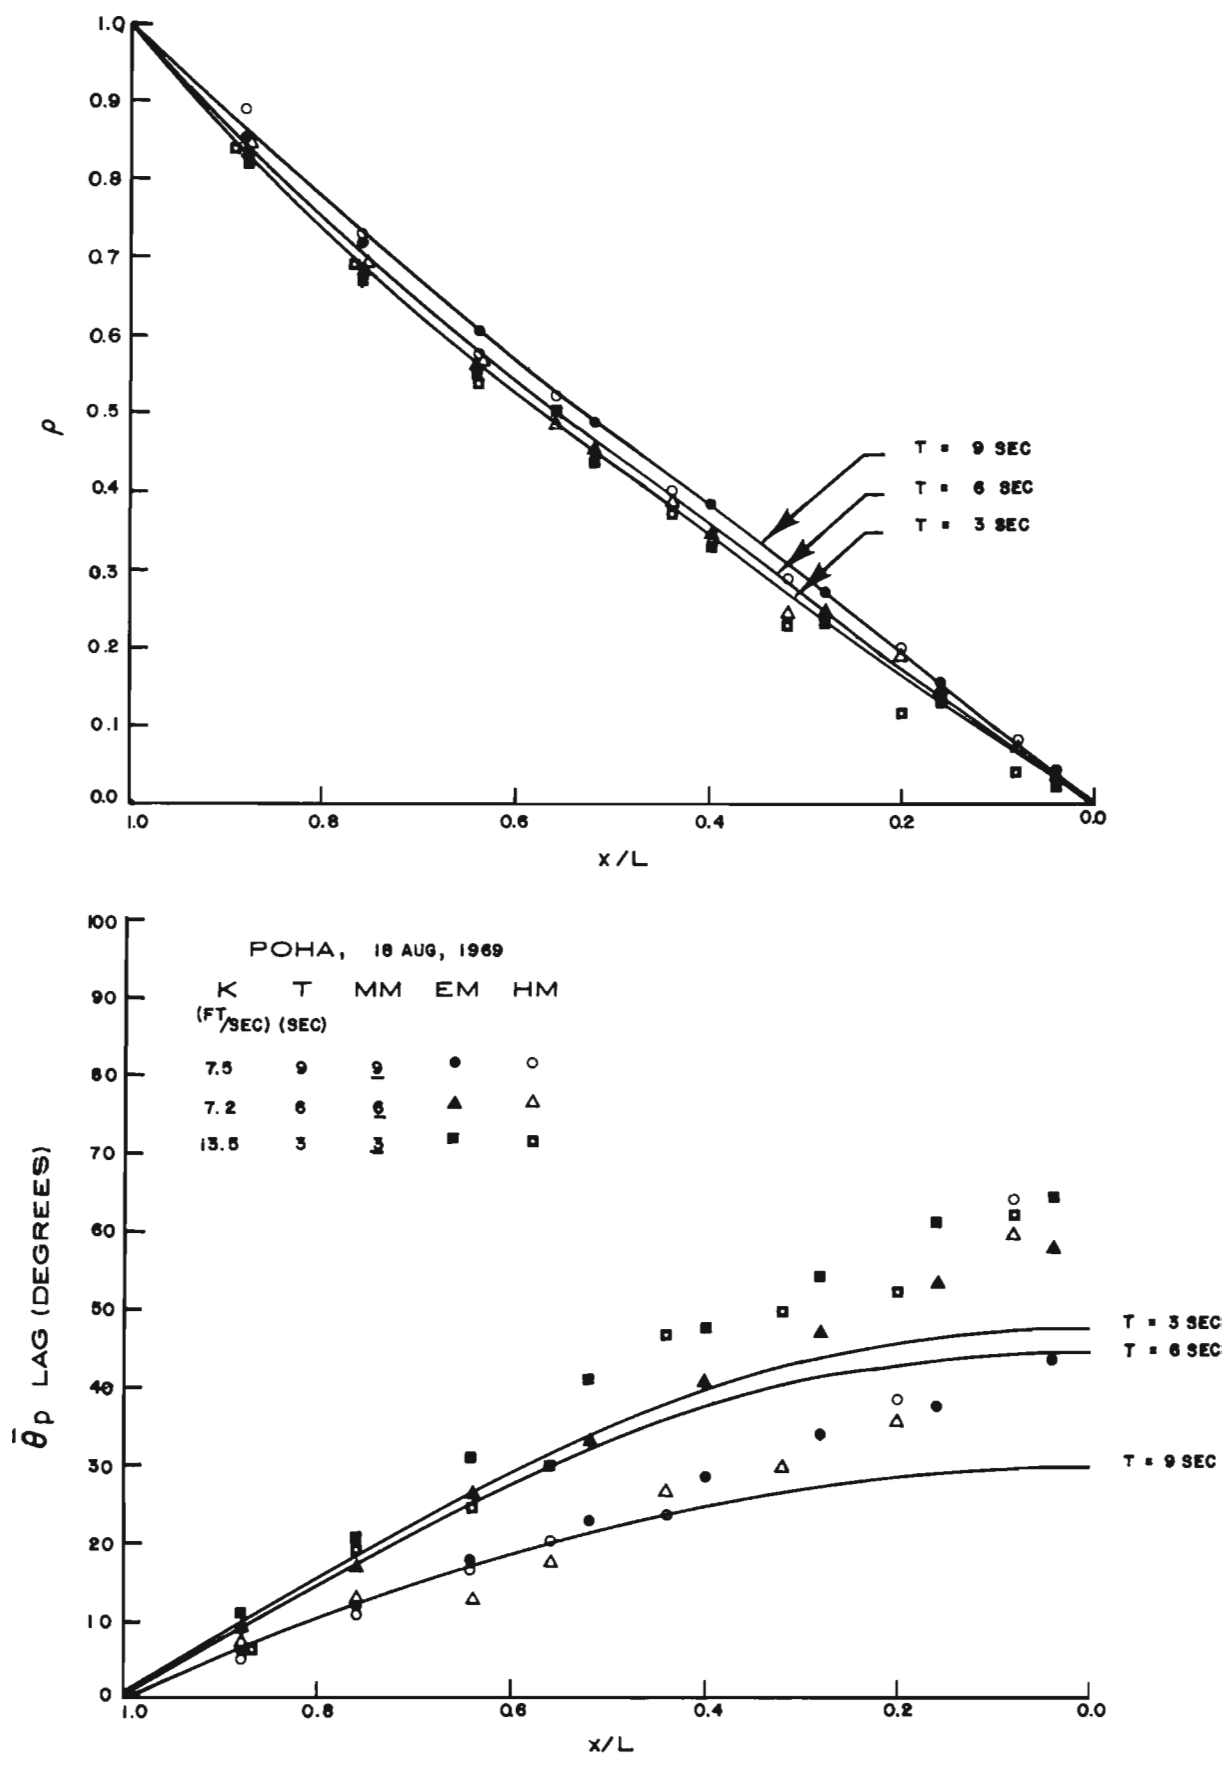 1.0
0.9
0.8
0.7
0.6
0.5
0.4
0.3
0.2
0.1
0.0
ρ
T = 9 SEC
T = 6 SEC
T = 3 SEC
1.0 0.8 0.6 0.4 0.2 0.0
x/L
100
90
80
70
60
50
40
30
20
10
0
θ̄p LAG (DEGREES)
POHA, 18 AUG, 1969
K T MM EM HM
(FT/SEC) (SEC)
7.5 9 9
7.2 6 6
13.5 3 3
T = 3 SEC
T = 6 SEC
T = 9 SEC
1.0 0.8 0.6 0.4 0.2 0.0
x/L